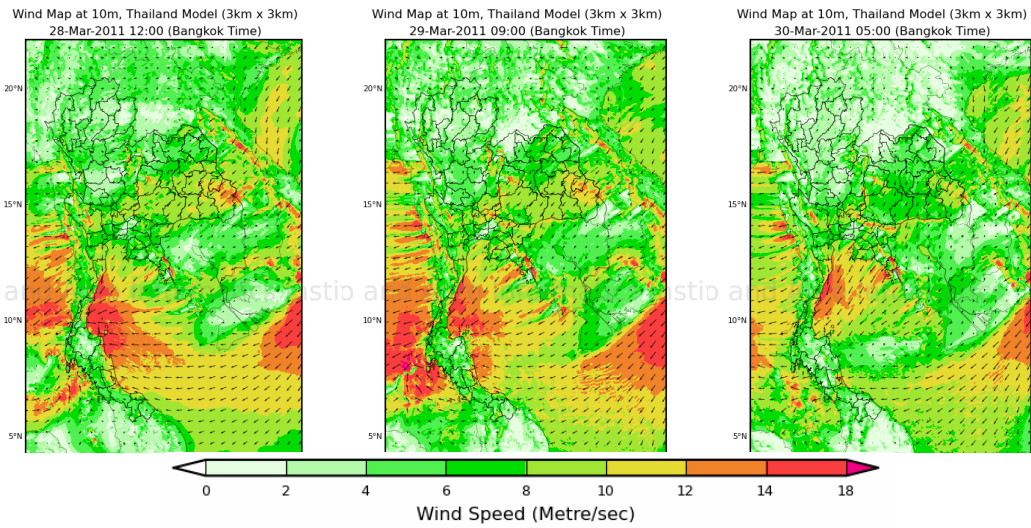 Wind Map at 10m, Thailand Model (3km x 3km)
28-Mar-2011 12:00 (Bangkok Time)
Wind Map at 10m, Thailand Model (3km x 3km)
29-Mar-2011 09:00 (Bangkok Time)
Wind Map at 10m, Thailand Model (3km x 3km)
30-Mar-2011 05:00 (Bangkok Time)
20°N
15°N
10°N
5°N
20°N
15°N
10°N
5°N
20°N
15°N
10°N
5°N
0 2 4 6 8 10 12 14 18
Wind Speed (Metre/sec)